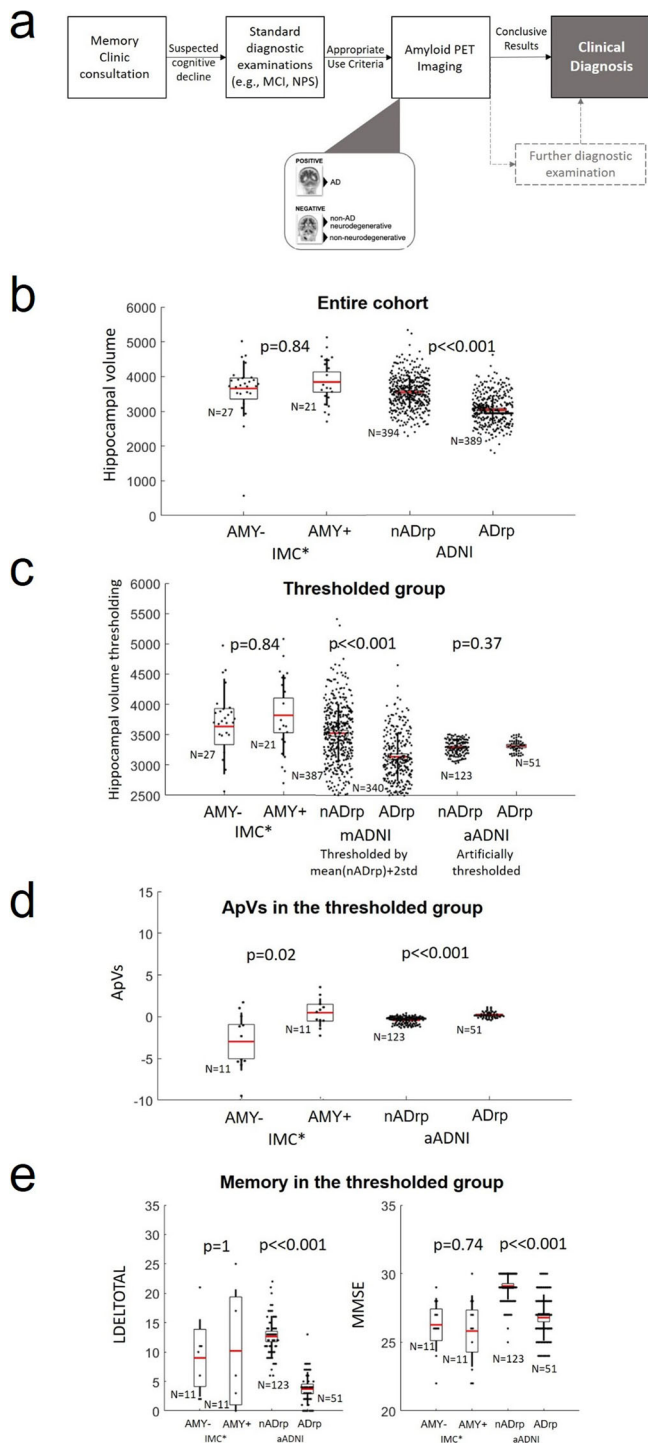 a
Memory
Clinic
consultation
Suspected
cognitive
decline
Standard
diagnostic
examinations
(e.g., MCI, NPS)
Appropriate
Use Criteria
Amyloid PET
Imaging
Conclusive
Results
Clinical
Diagnosis
Further diagnostic
examination
POSITIVE
AD
NEGATIVE
non-AD
neurodegenerative
non-neurodegenerative
b
Entire cohort
Hippocampal volume
6000
5000
4000
3000
2000
1000
0
p=0.84
p<<0.001
N=27
N=21
N=394
N=389
AMY- AMY+ nADrp ADrp
IMC* ADNI
c
Thresholded group
Hippocampal volume thresholding
6000
5500
5000
4500
4000
3500
3000
2500
p=0.84
p<<0.001
p=0.37
N=27
N=21
N=387
N=340
N=123
N=51
AMY- AMY+ nADrp ADrp nADrp ADrp
IMC* mADNI aADNI
Thresholded by
mean(nADrp)+2std
Artificially
thresholded
d
ApVs in the thresholded group
ApVs
15
10
5
0
-5
-10
p=0.02
p<<0.001
N=11
N=11
N=123
N=51
AMY- AMY+ nADrp ADrp
IMC* aADNI
e
Memory in the thresholded group
LDELTOTAL
35
30
25
20
15
10
5
0
p=1
p<<0.001
N=11
N=11
N=123
N=51
AMY- AMY+ nADrp ADrp
IMC* aADNI
MMSE
35
30
25
20
p=0.74
p<<0.001
N=11
N=11
N=123
N=51
AMY- AMY+ nADrp ADrp
IMC* aADNI